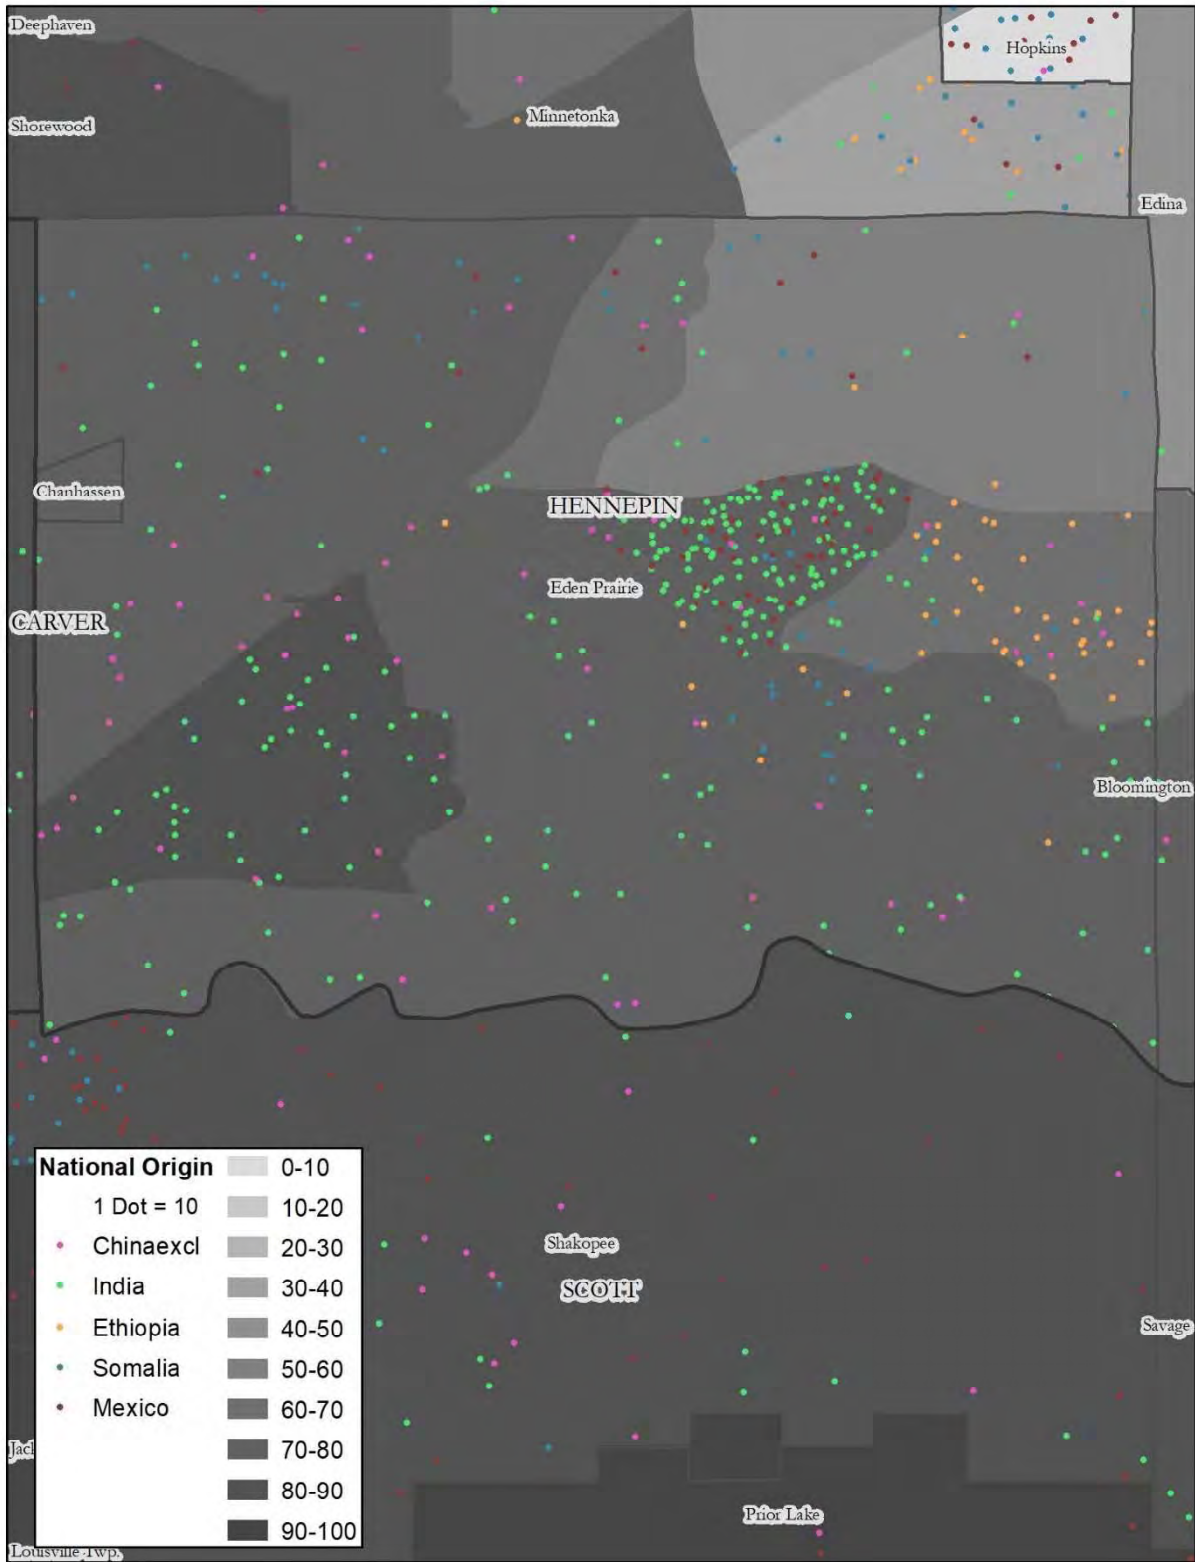 Deephaven
Hopkins
Minnetonka
Shorewood
Edina
Chanhassen
HENNEPIN
Eden Prairie
CARVER
Bloomington
National Origin
1 Dot = 10
Chinaexcl
India
Ethiopia
Somalia
Mexico
0-10
10-20
20-30
30-40
40-50
50-60
60-70
70-80
80-90
90-100
Shakopee
SCOTT
Savage
Jack
Prior Lake
Louisville Twp.